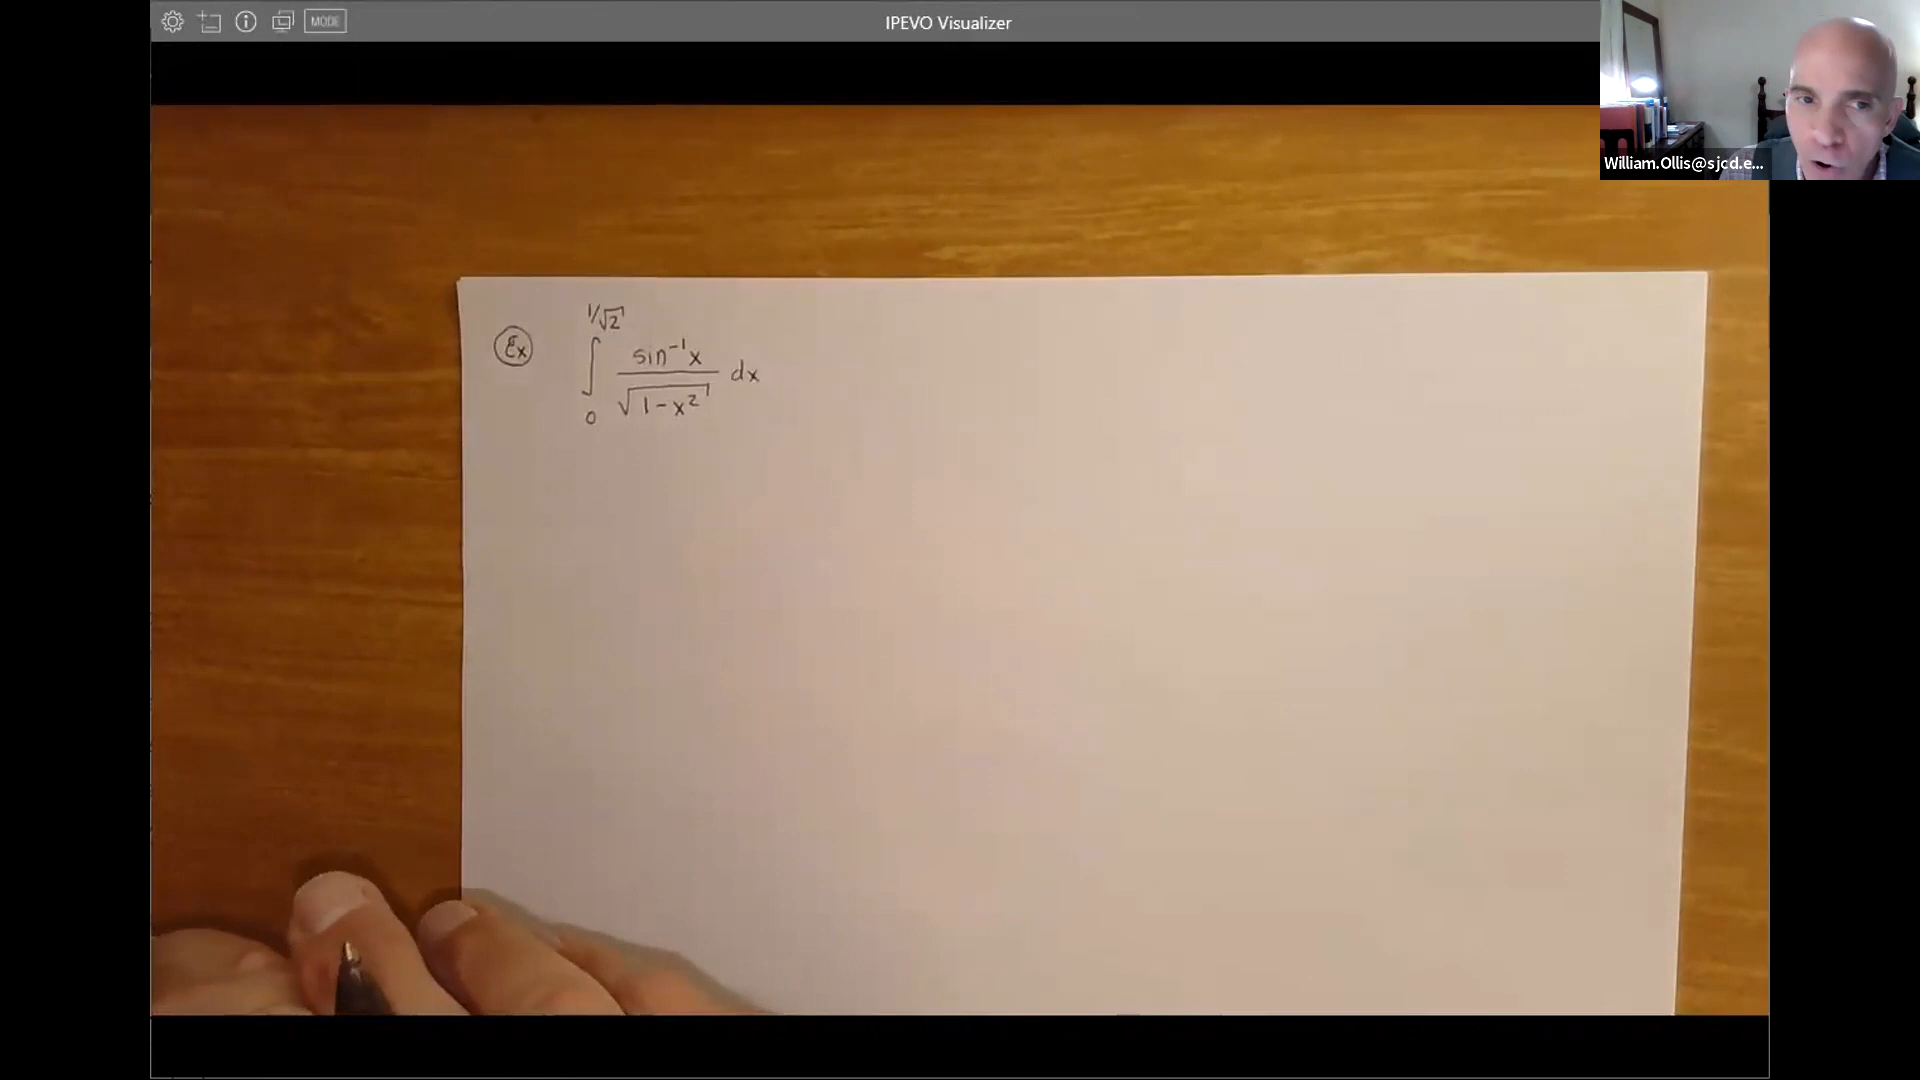 MODE
IPEVO Visualizer
William.Ollis@sjcd.e...
Ex ∫₀^{1/√2} sin⁻¹x / √(1-x²) dx